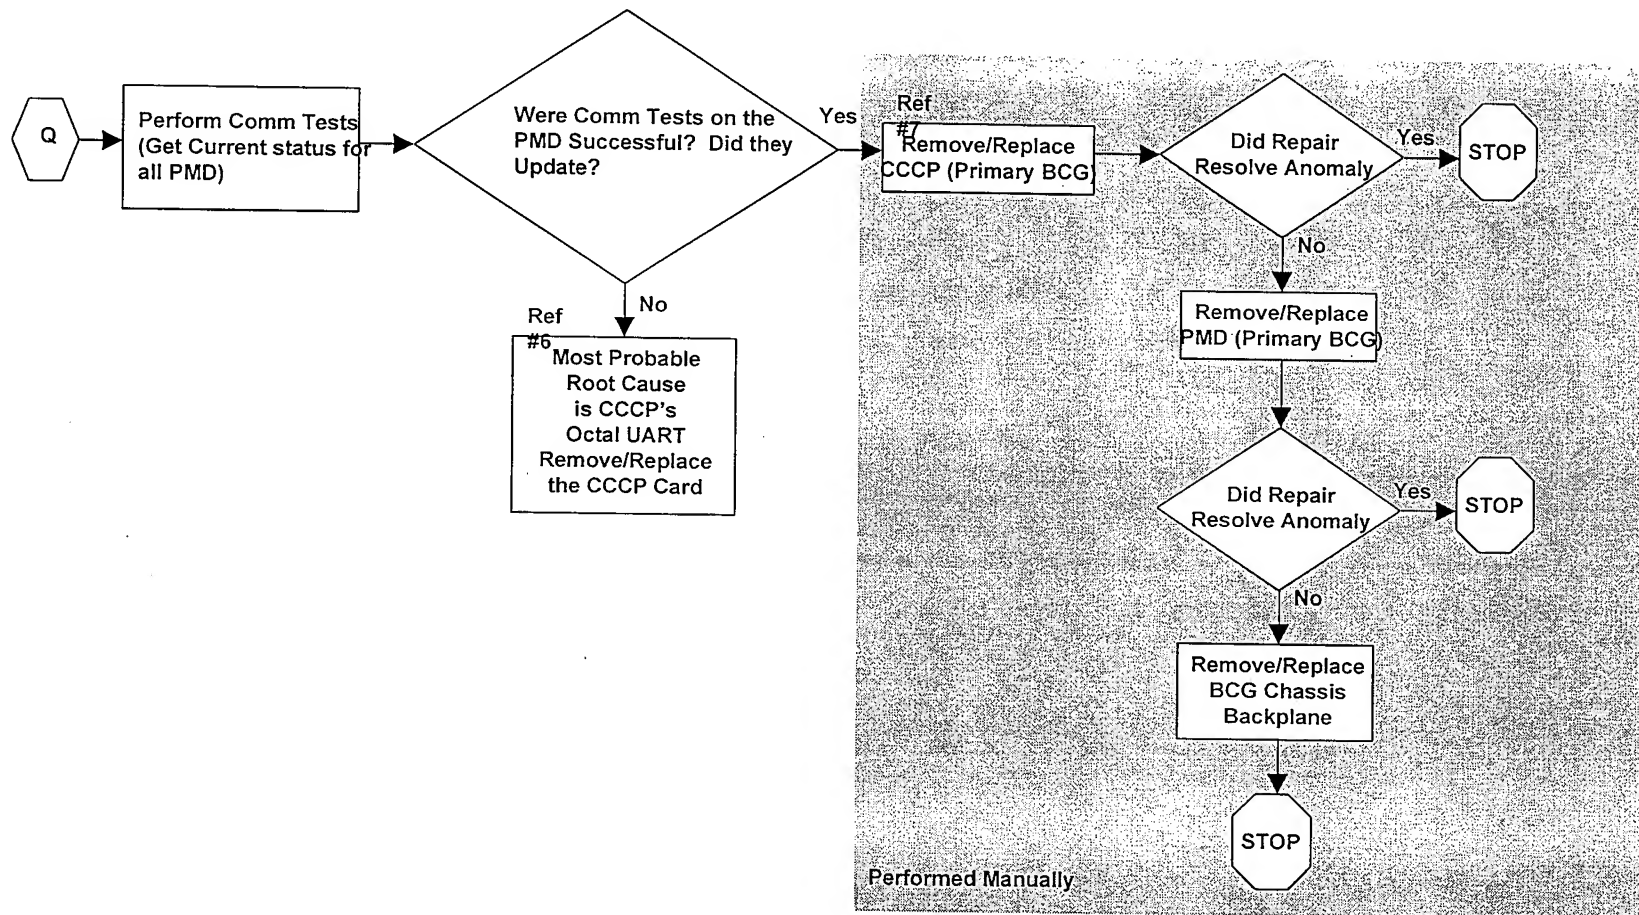 Q
Perform Comm Tests
(Get Current status for
all PMD)
Were Comm Tests on the
PMD Successful? Did they
Update?
Yes
No
Ref
#6
Most Probable
Root Cause
is CCCP's
Octal UART
Remove/Replace
the CCCP Card
Ref
#7
Remove/Replace
CCCP (Primary BCG)
Did Repair
Resolve Anomaly
Yes
STOP
No
Remove/Replace
PMD (Primary BCG)
Did Repair
Resolve Anomaly
Yes
STOP
No
Remove/Replace
BCG Chassis
Backplane
STOP
Performed Manually